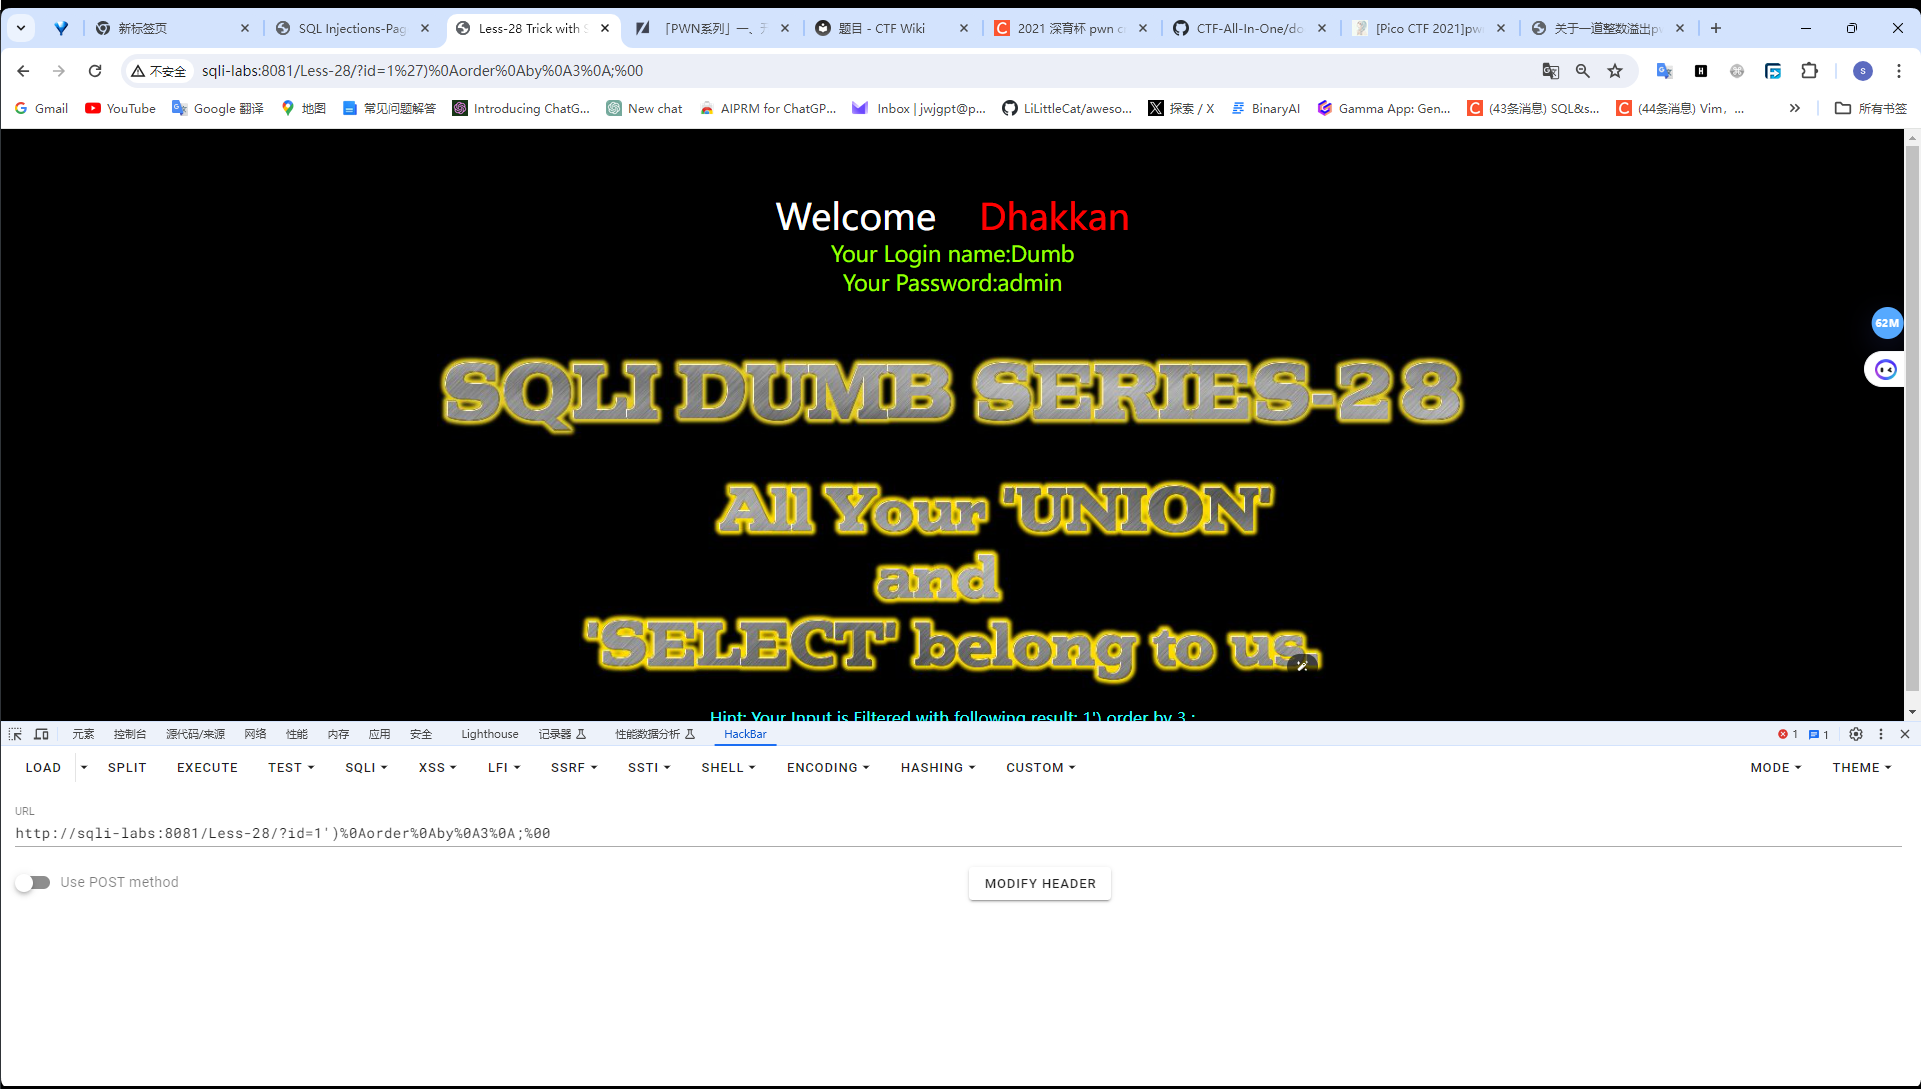 新标签页
SQL Injections-Pag
Less-28 Trick with S
「PWN系列」一、
题目 - CTF Wiki
2021 深育杯 pwn c
CTF-All-In-One/do
[Pico CTF 2021]pw
关于一道整数溢出p
不安全
sqli-labs:8081/Less-28/?id=1%27)%0Aorder%0Aby%0A3%0A;%00
S
Gmail
YouTube
Google 翻译
地图
常见问题解答
Introducing ChatG...
New chat
AIPRM for ChatGP...
Inbox | jwjgpt@p...
LiLittleCat/aweso...
探索 / X
BinaryAI
Gamma App: Gen...
(43条消息) SQL&s...
(44条消息) Vim，...
所有书签
Welcome Dhakkan
Your Login name:Dumb
Your Password:admin
62M
SQLI DUMB SERIES-28
All Your 'UNION'
and
'SELECT' belong to us.
Hint: Your Input is Filtered with following result: 1') order by 3 ;
元素 控制台 源代码/来源 网络 性能 内存 应用 安全 Lighthouse 记录器 性能数据分析 HackBar
1 1
LOAD SPLIT EXECUTE TEST SQLI XSS LFI SSRF SSTI SHELL ENCODING HASHING CUSTOM MODE THEME
URL
http://sqli-labs:8081/Less-28/?id=1')%0Aorder%0Aby%0A3%0A;%00
Use POST method
MODIFY HEADER